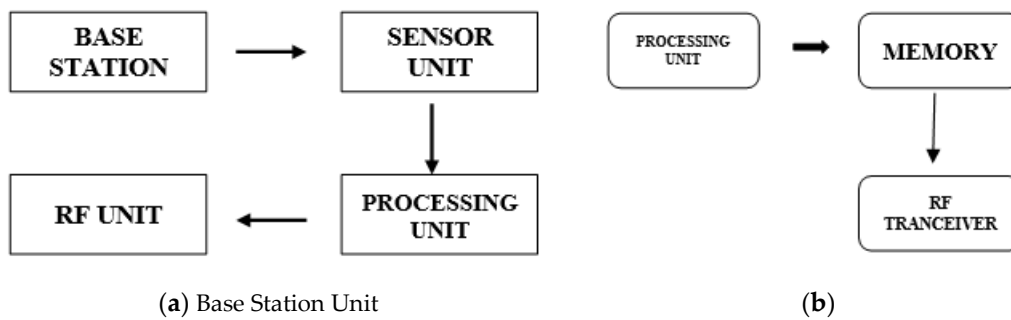 BASE
STATION
SENSOR
UNIT
RF UNIT
PROCESSING
UNIT
(a) Base Station Unit
PROCESSING
UNIT
MEMORY
RF
TRANCEIVER
(b)